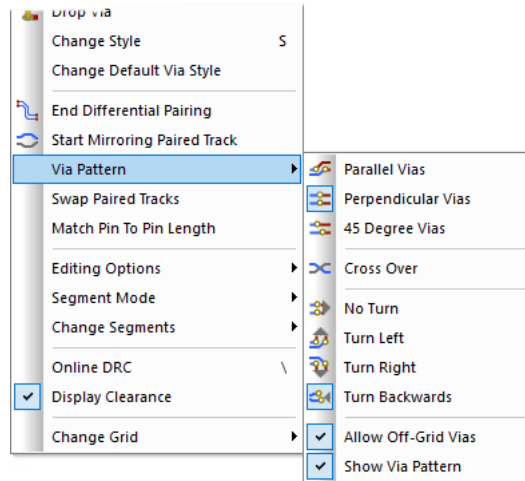 Drop Via
Change Style S
Change Default Via Style
End Differential Pairing
Start Mirroring Paired Track
Via Pattern
Swap Paired Tracks
Match Pin To Pin Length
Editing Options
Segment Mode
Change Segments
Online DRC \
Display Clearance
Change Grid
Parallel Vias
Perpendicular Vias
45 Degree Vias
Cross Over
No Turn
Turn Left
Turn Right
Turn Backwards
Allow Off-Grid Vias
Show Via Pattern